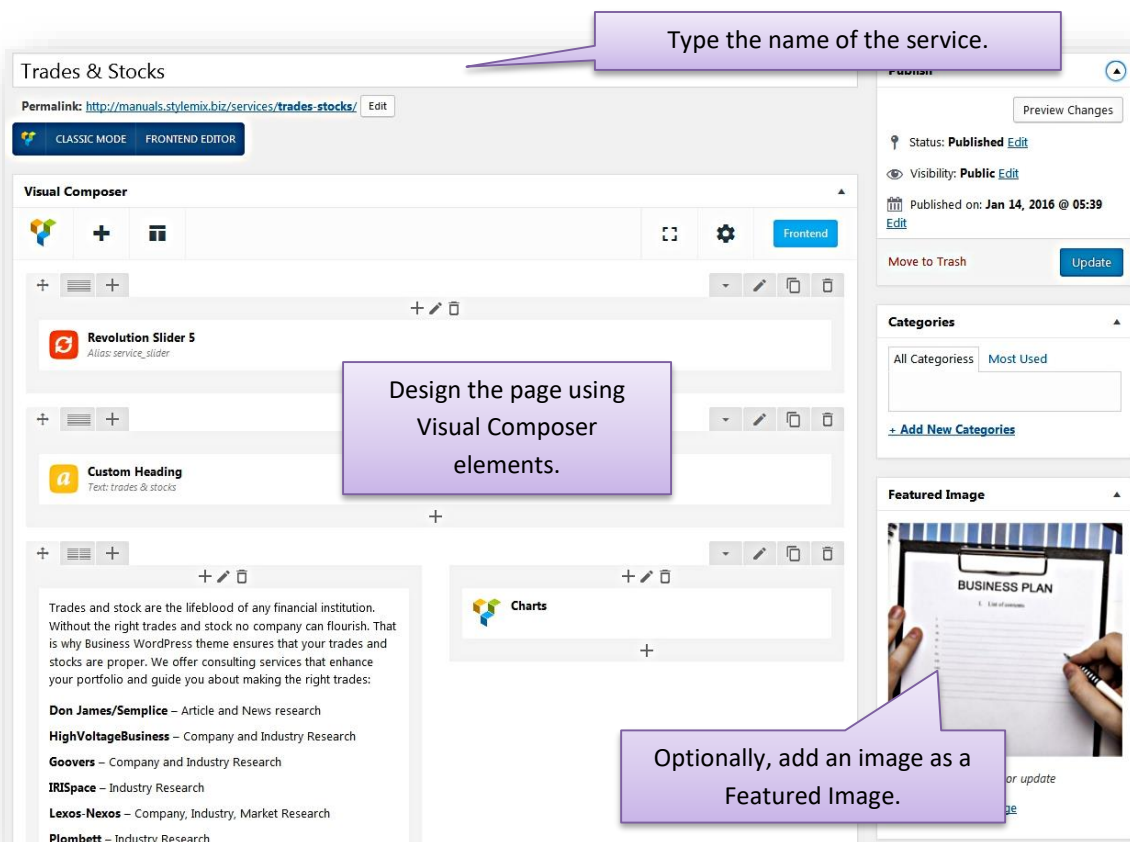 Type the name of the service.
Trades & Stocks
Permalink: http://manuals.stylemix.biz/services/trades-stocks/ Edit
CLASSIC MODE FRONTEND EDITOR
Visual Composer
Frontend
Revolution Slider 5
Alias: service_slider
Design the page using
Visual Composer
elements.
Custom Heading
Text: trades & stocks
Trades and stock are the lifeblood of any financial institution.
Without the right trades and stock no company can flourish. That
is why Business WordPress theme ensures that your trades and
stocks are proper. We offer consulting services that enhance
your portfolio and guide you about making the right trades:
Don James/Semplice – Article and News research
HighVoltageBusiness – Company and Industry Research
Goovers – Company and Industry Research
IRISpace – Industry Research
Lexos-Nexos – Company, Industry, Market Research
Plombett – Industry Research
Charts
Publish
Preview Changes
Status: Published Edit
Visibility: Public Edit
Published on: Jan 14, 2016 @ 05:39
Edit
Move to Trash Update
Categories
All Categoriess Most Used
+ Add New Categories
Featured Image
BUSINESS PLAN
Optionally, add an image as a
Featured Image.
or update